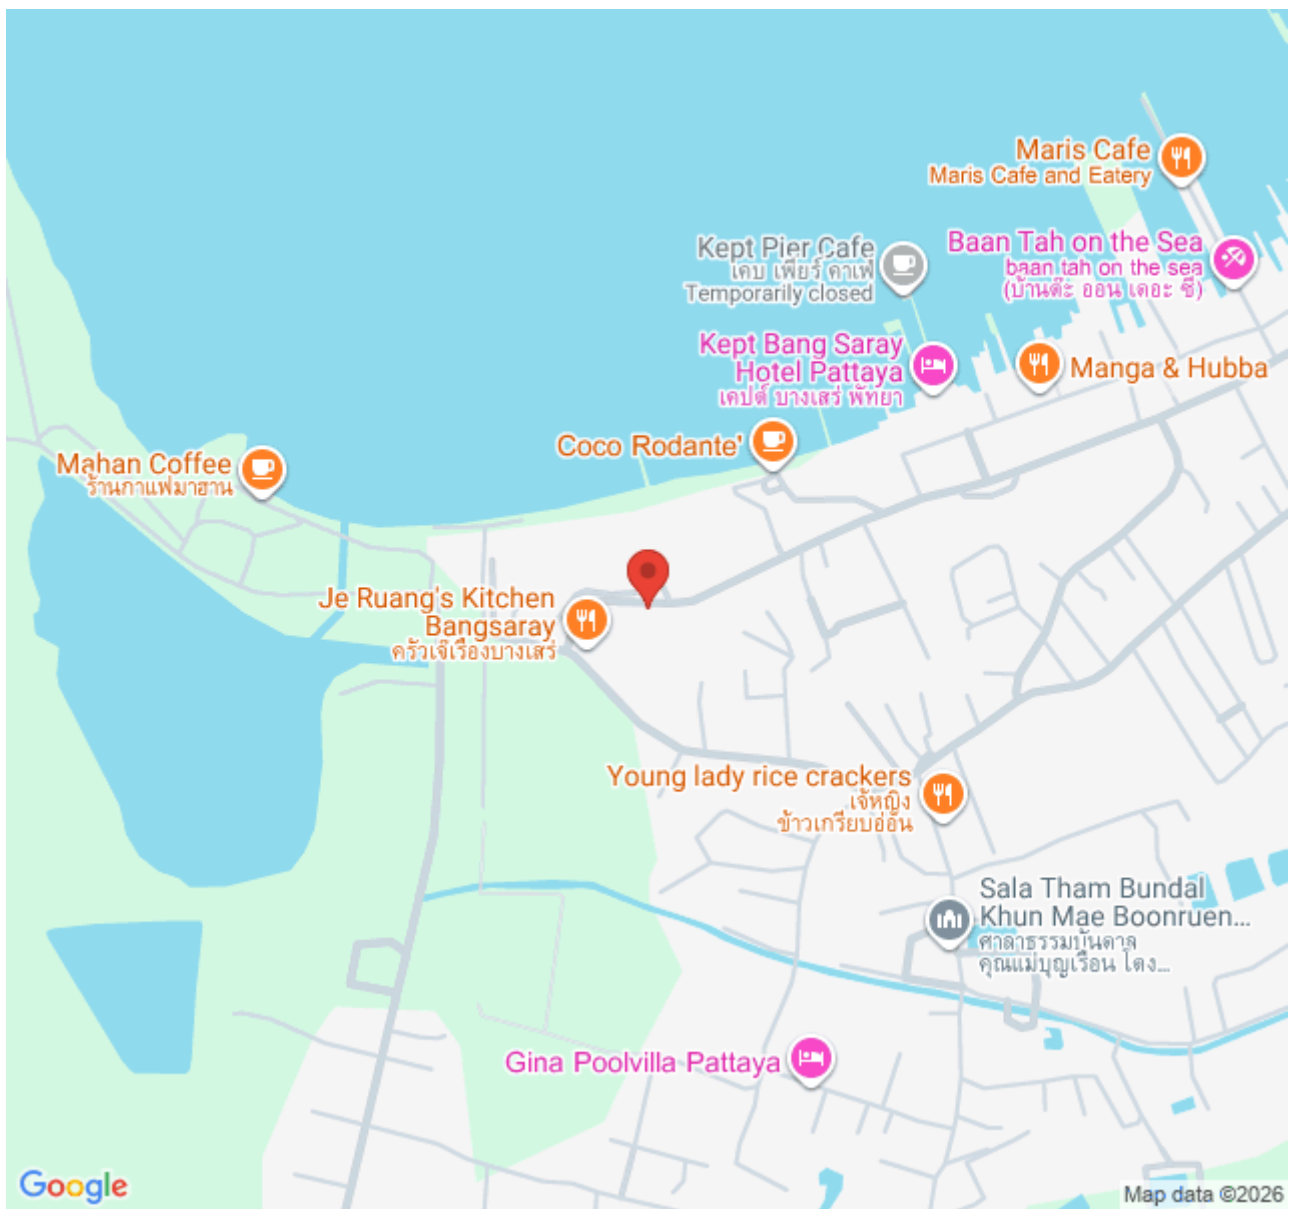 Maris Cafe
Maris Cafe and Eatery
Kept Pier Cafe
เคบ เพียร์ คาเฟ่
Temporarily closed
Baan Tah on the Sea
baan tah on the sea
(บ้านต๊ะ ออน เดอะ ซี)
Kept Bang Saray
Hotel Pattaya
เคปต์ บางเสร่ พัทยา
Manga & Hubba
Coco Rodante'
Mahan Coffee
ร้านกาแฟมาฮาน
Je Ruang's Kitchen
Bangsaray
ครัวเจ๊เรืองบางเสร่
Young lady rice crackers
เจ้หญิง
ข้าวเกรียบอ่อน
Sala Tham Bundal
Khun Mae Boonruen...
ศาลาธรรมบันดาล
คุณแม่บุญเรือน โตง...
Gina Poolvilla Pattaya
Google
Map data ©2026